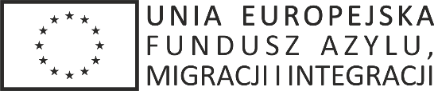 UNIA EUROPEJSKA
FUNDUSZ AZYLU,
MIGRACJI I INTEGRACJI